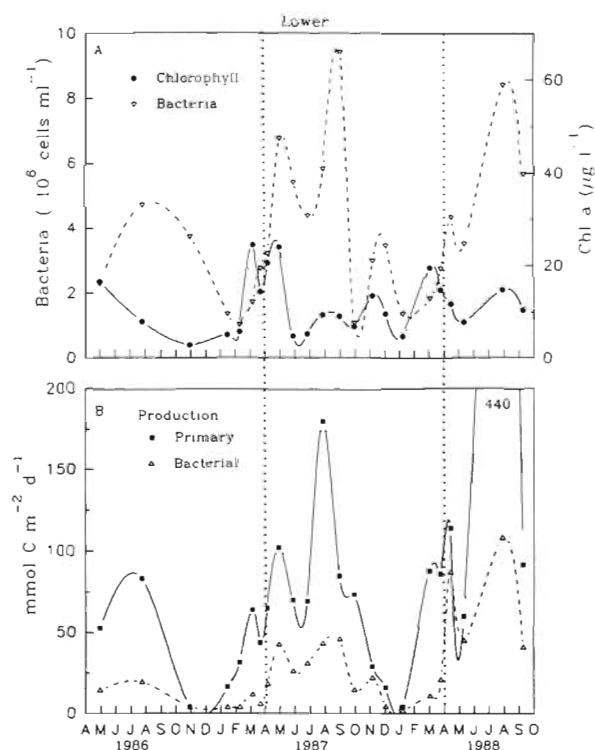 Lower
A
Chlorophyll
Bacteria
10
8
6
4
2
0
Bacteria ( 10⁶ cells ml⁻¹)
60
40
20
0
Chl a (µg l⁻¹)
B
Production
Primary
Bacterial
440
200
150
100
50
0
mmol C m⁻² d⁻¹
A M J J A S O N D J F M A M J J A S O N D J F M A M J J A S O
1986 1987 1988